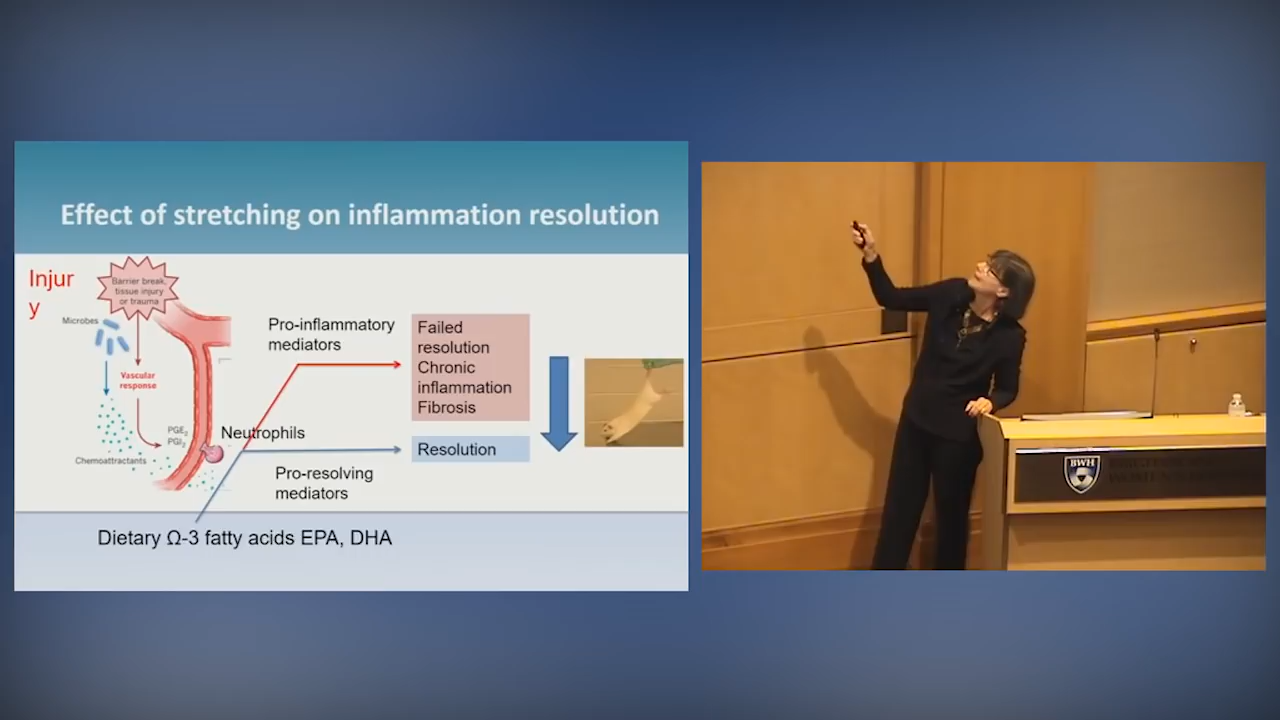 Effect of stretching on inflammation resolution
Injur
y
Barrier break,
tissue injury
or trauma
Microbes
Vascular
response
PGE2
PGI2
Chemoattractants
Neutrophils
Pro-inflammatory
mediators
Failed
resolution
Chronic
inflammation
Fibrosis
Resolution
Pro-resolving
mediators
Dietary Ω-3 fatty acids EPA, DHA
BWH